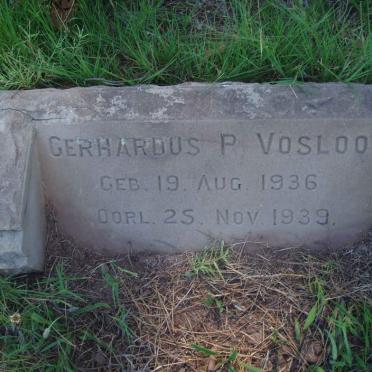 GERHARDUS P. VOSLOO
GEB. 19. AUG. 1936
OORL. 25. NOV 1939.